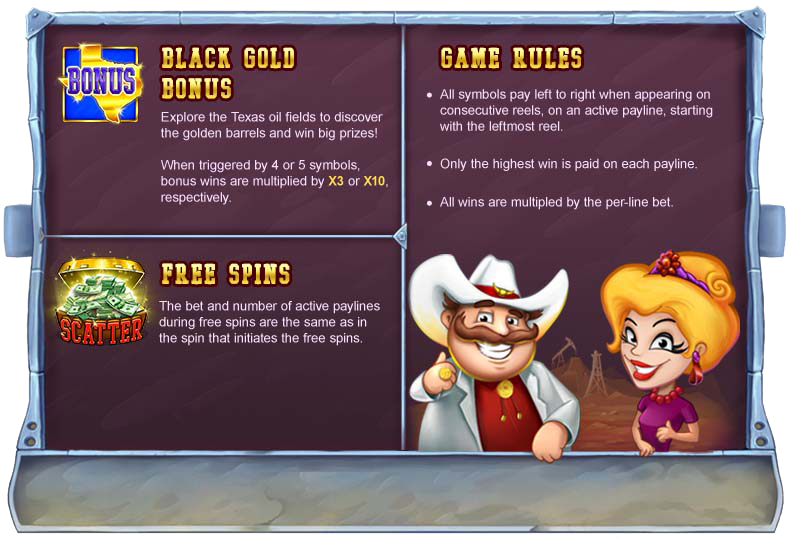 BONUS
BLACK GOLD
BONUS
Explore the Texas oil fields to discover
the golden barrels and win big prizes!
When triggered by 4 or 5 symbols,
bonus wins are multiplied by X3 or X10,
respectively.
SCATTER
FREE SPINS
The bet and number of active paylines
during free spins are the same as in
the spin that initiates the free spins.
GAME RULES
• All symbols pay left to right when appearing on
consecutive reels, on an active payline, starting
with the leftmost reel.
• Only the highest win is paid on each payline.
• All wins are multipled by the per-line bet.